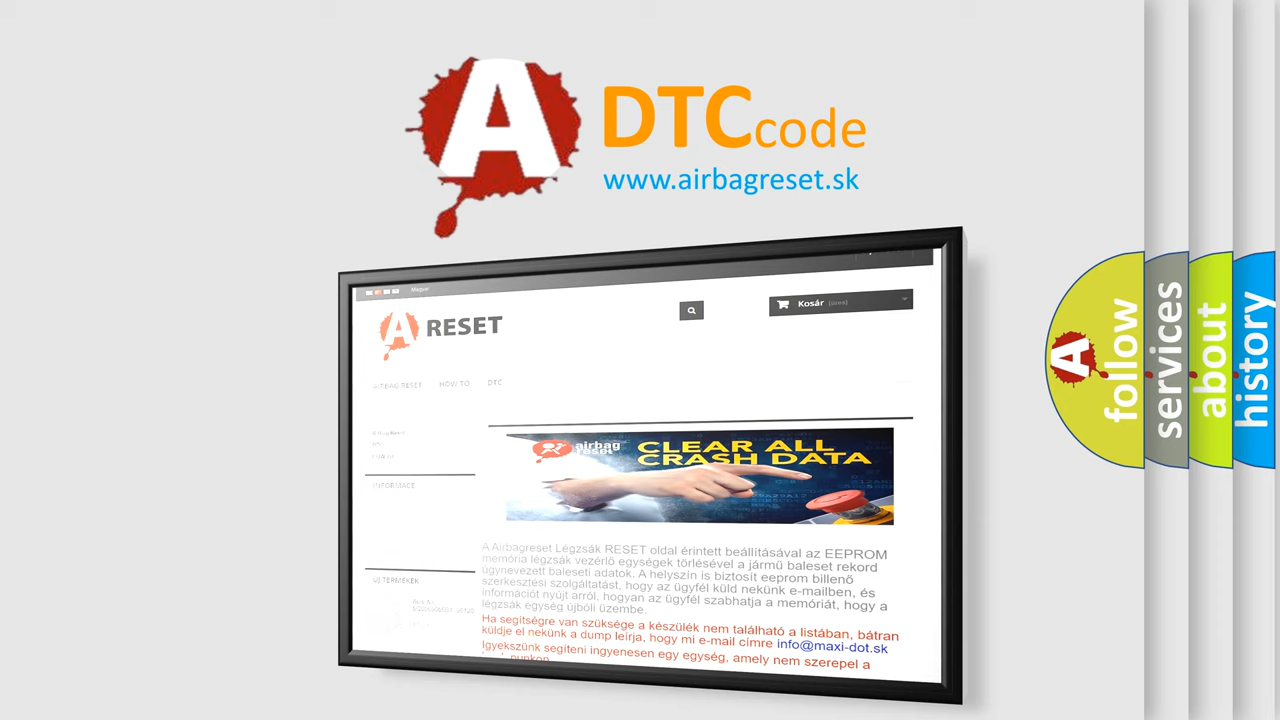 A
DTC code
www.airbagreset.sk
Magyar
A RESET
Kosár (üres)
AIRBAG RESET HOW TO DTC
INFORMACE
airbag
reset
CLEAR ALL
CRASH DATA
A Airbagreset Légzsák RESET oldal érintett beállításával az EEPROM
memória légzsák vezérlő egységek törlésével a jármű baleset rekord
úgynevezett baleseti adatok. A helyszín is biztosít eeprom billenő
szerkesztési szolgáltatást, hogy az ügyfél küld nekünk e-mailben, és
információt nyújt arról, hogyan az ügyfél szabhatja a memóriát, hogy a
légzsák egység újbóli üzembe.
Ha segítségre van szüksége a készülék nem található a listában, bátran
küldje el nekünk a dump leírja, hogy mi e-mail címre info@maxi-dot.sk
Igyekszünk segíteni ingyenesen egy egység, amely nem szerepel a
ÚJ TERMÉKEK
A
follow
services
about
history